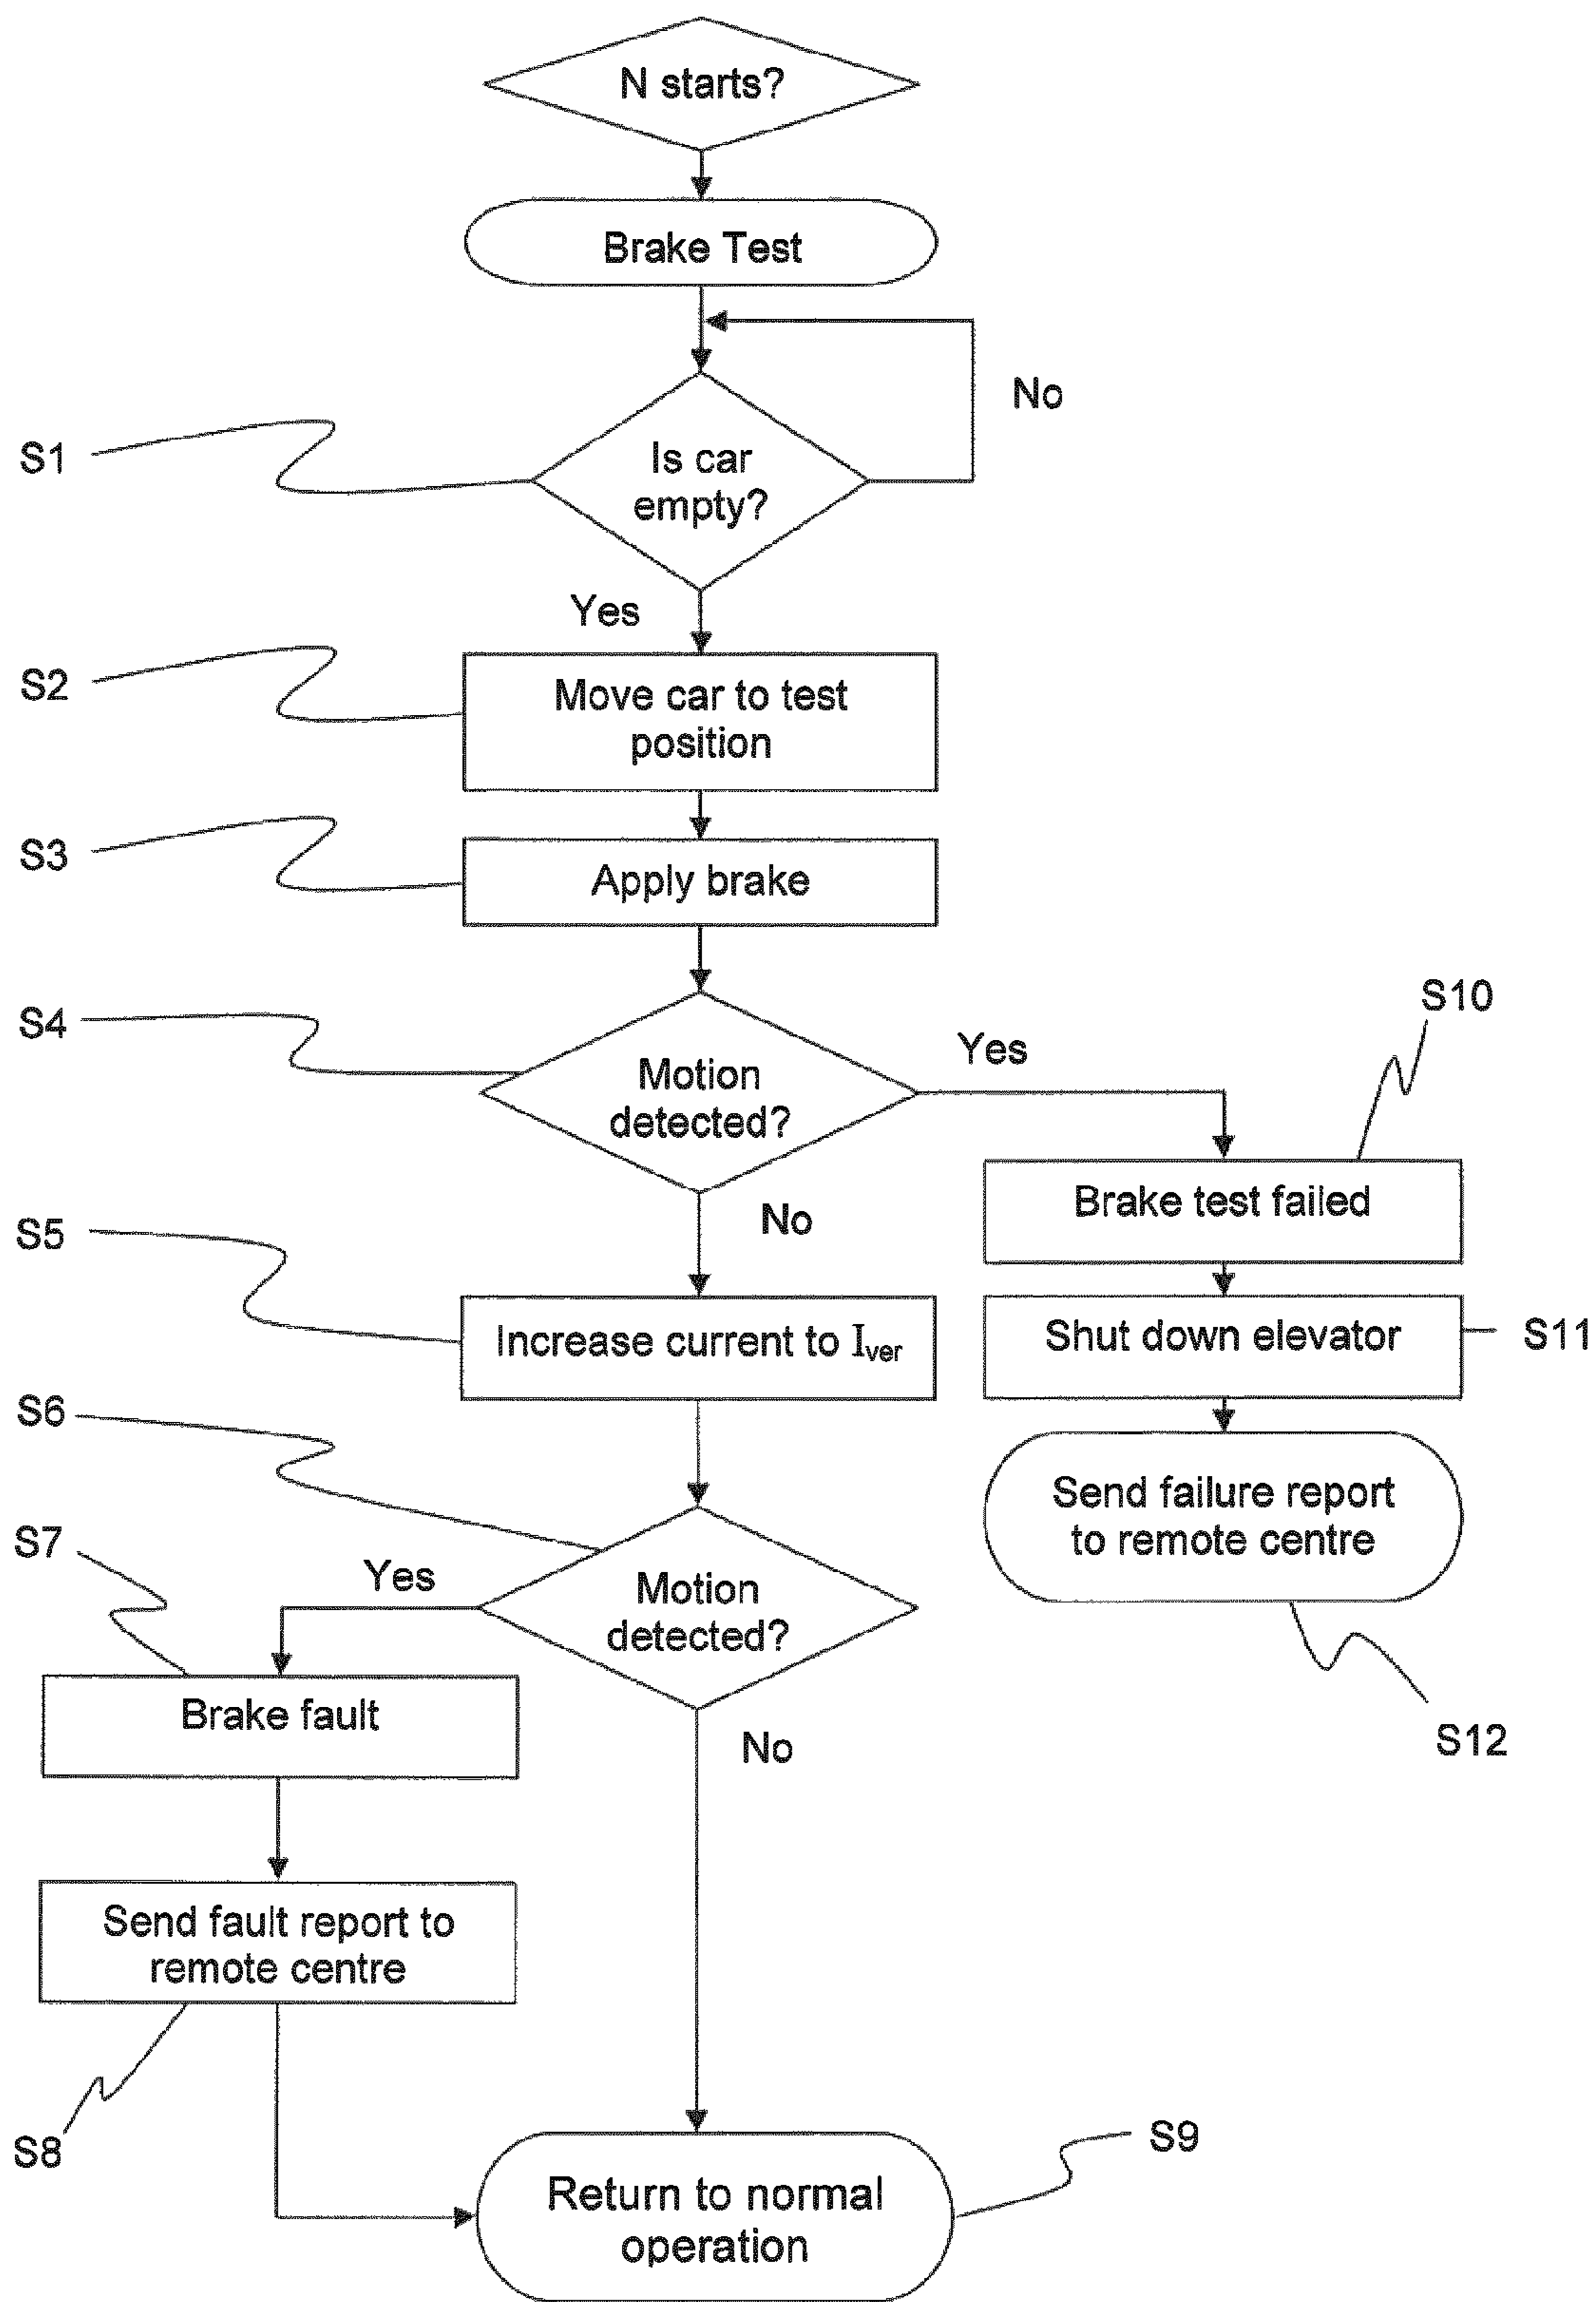 N starts?
Brake Test
No
S1
Is car
empty?
Yes
S2
Move car to test
position
S3
Apply brake
S4
Motion
detected?
Yes
S10
Brake test failed
No
S5
Increase current to Iver
Shut down elevator
S11
S6
Send failure report
to remote centre
S7
Yes
Motion
detected?
Brake fault
No
S12
Send fault report to
remote centre
S8
S9
Return to normal
operation